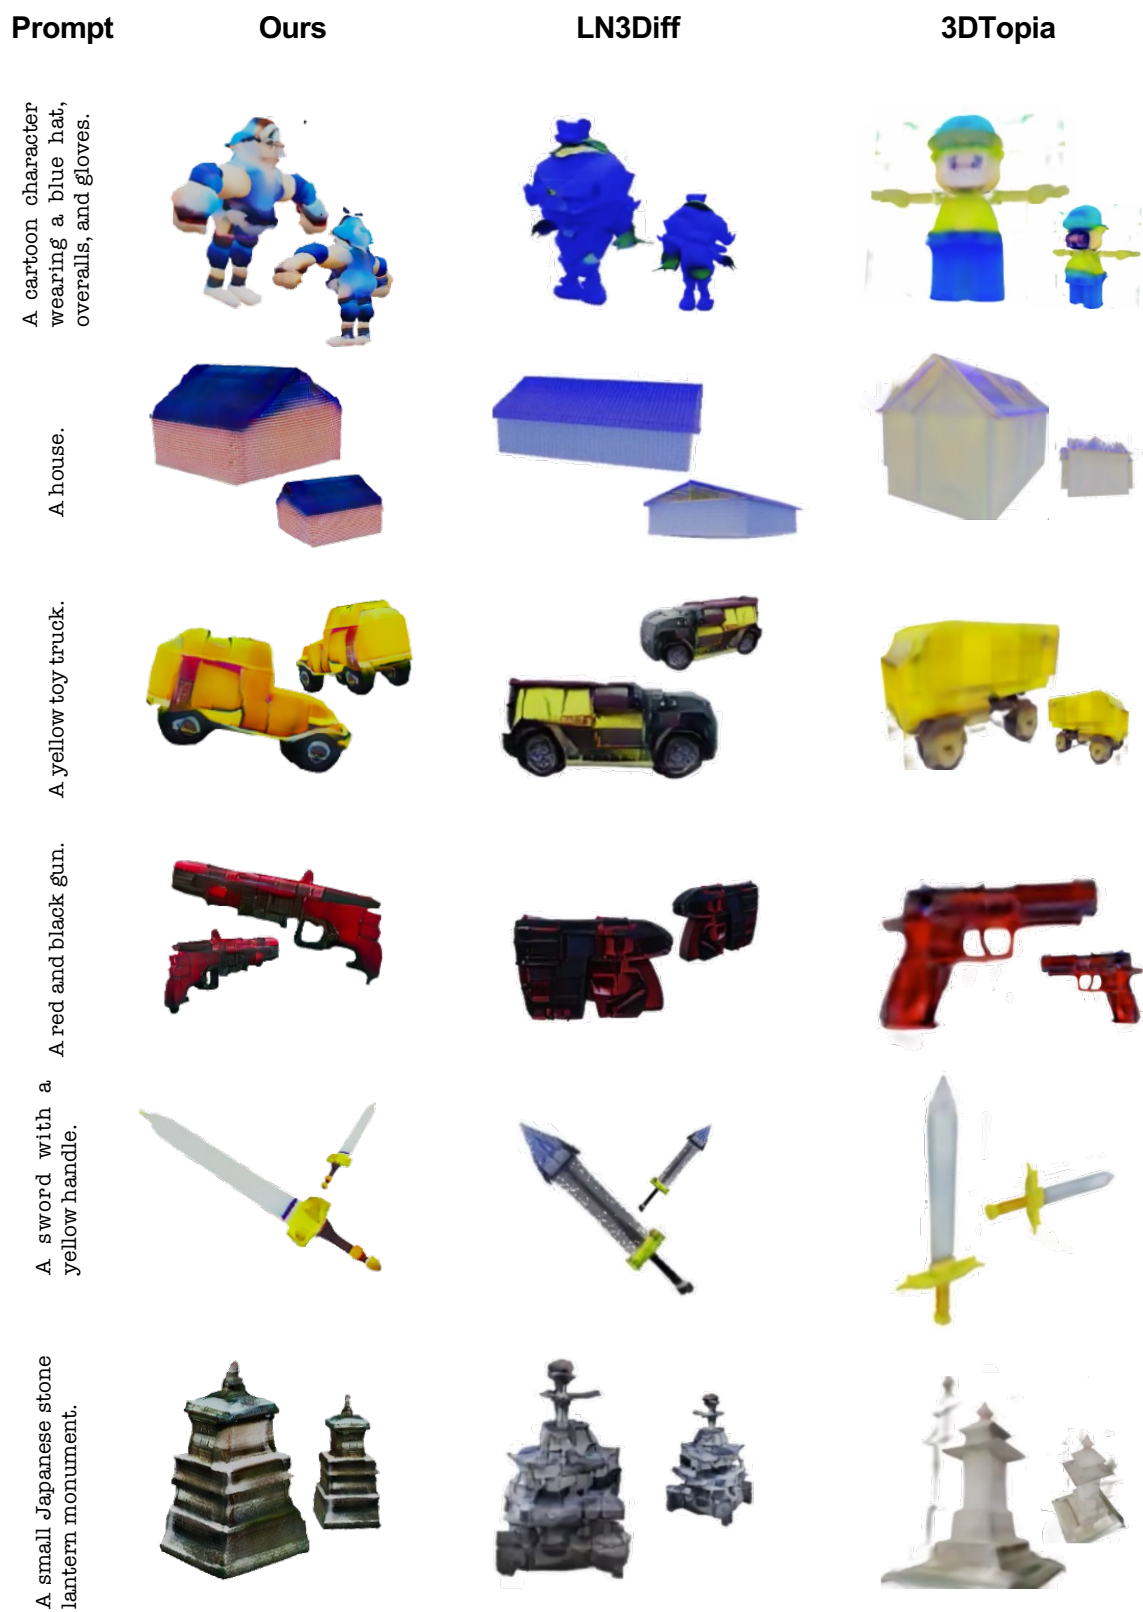 Prompt Ours LN3Diff 3DTopia
A cartoon character
wearing a blue hat,
overalls, and gloves.
A house.
A yellow toy truck.
A red and black gun.
A sword with a
yellow handle.
A small Japanese stone
lantern monument.